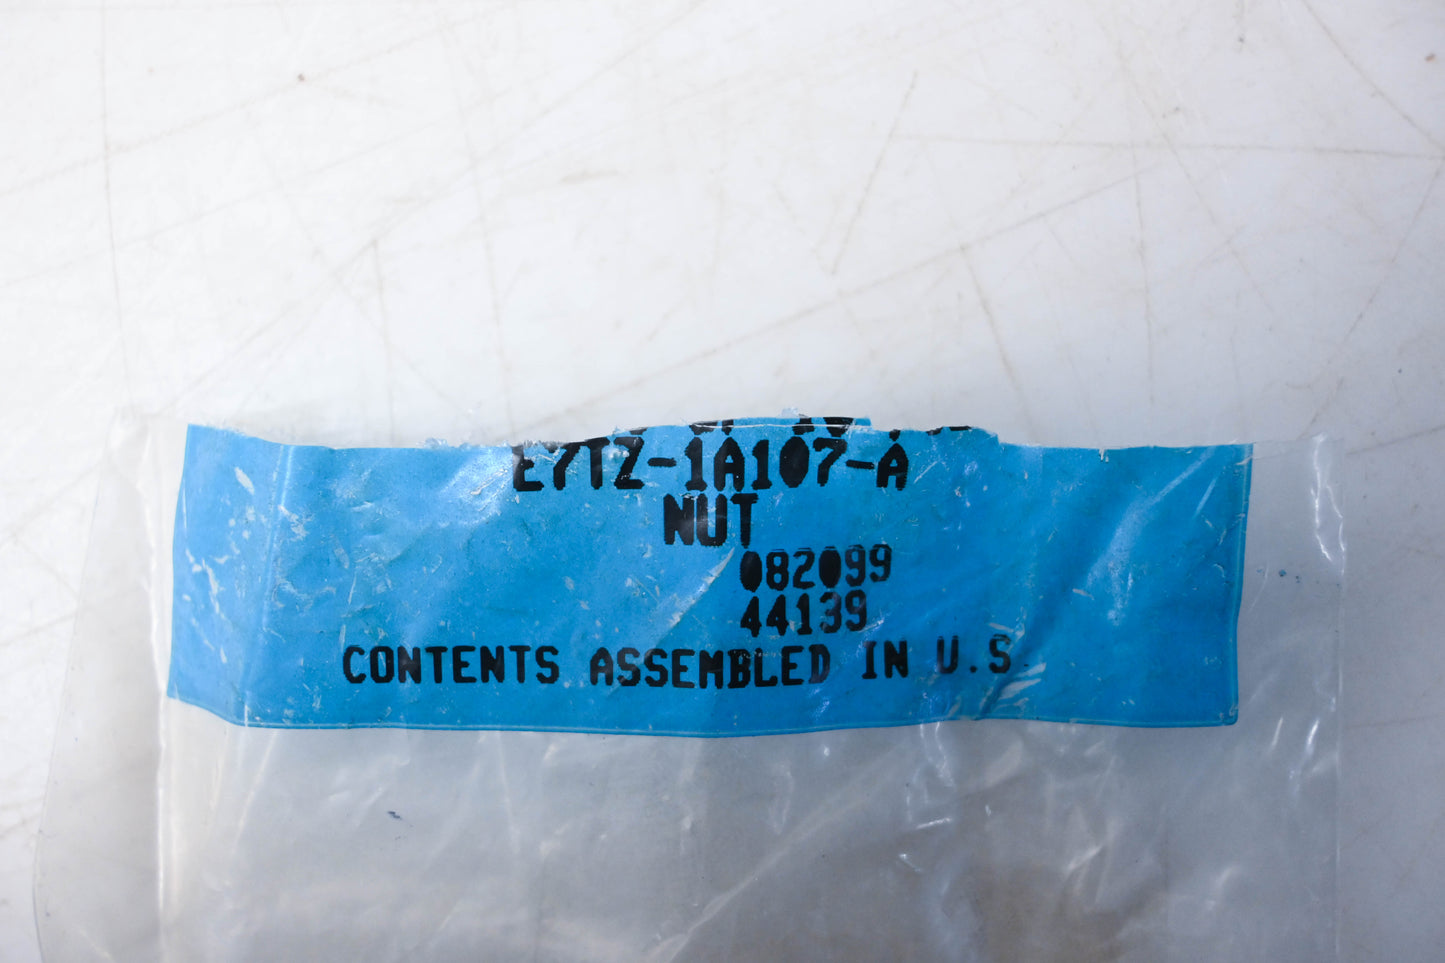 E7TZ-1A107-A
NUT
082099
44139
CONTENTS ASSEMBLED IN U.S.